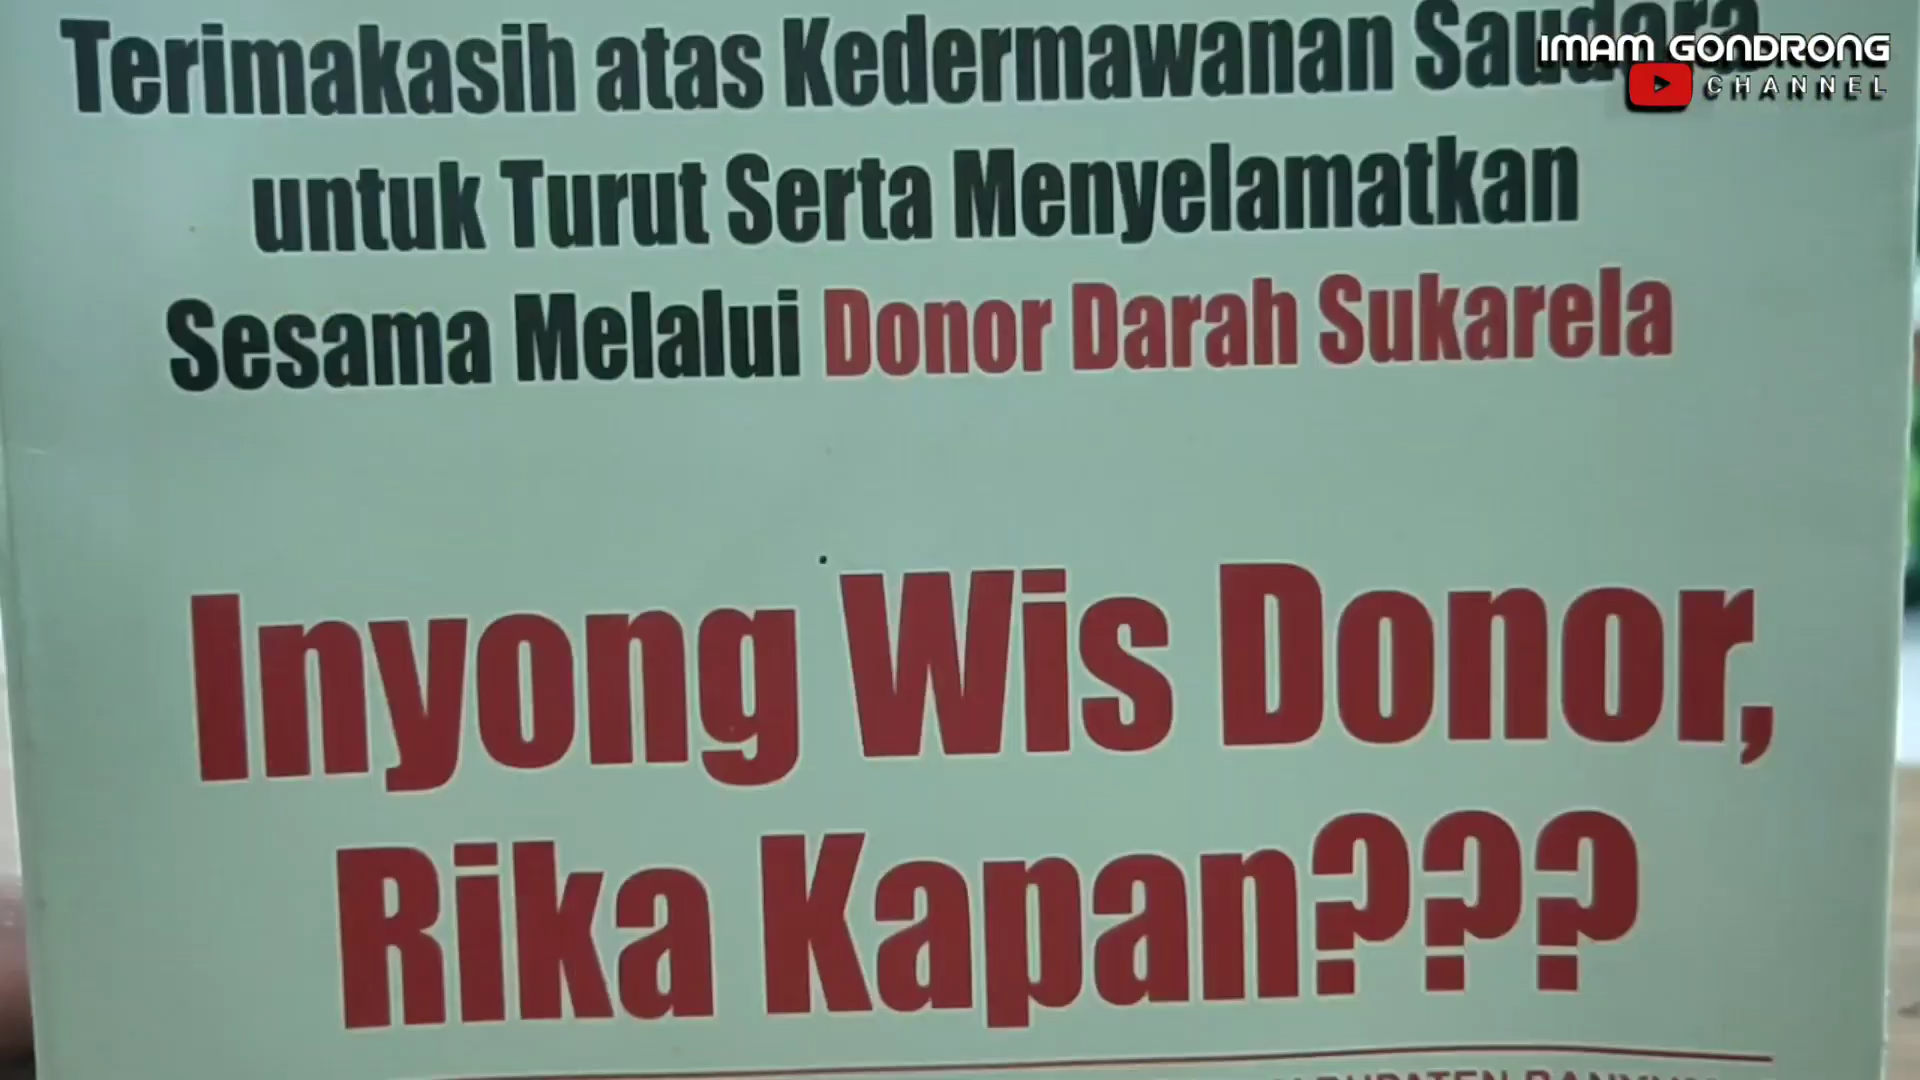 Terimakasih atas Kedermawanan Saudara
IMAM GONDRONG
CHANNEL
untuk Turut Serta Menyelamatkan
Sesama Melalui Donor Darah Sukarela
Inyong Wis Donor,
Rika Kapan???